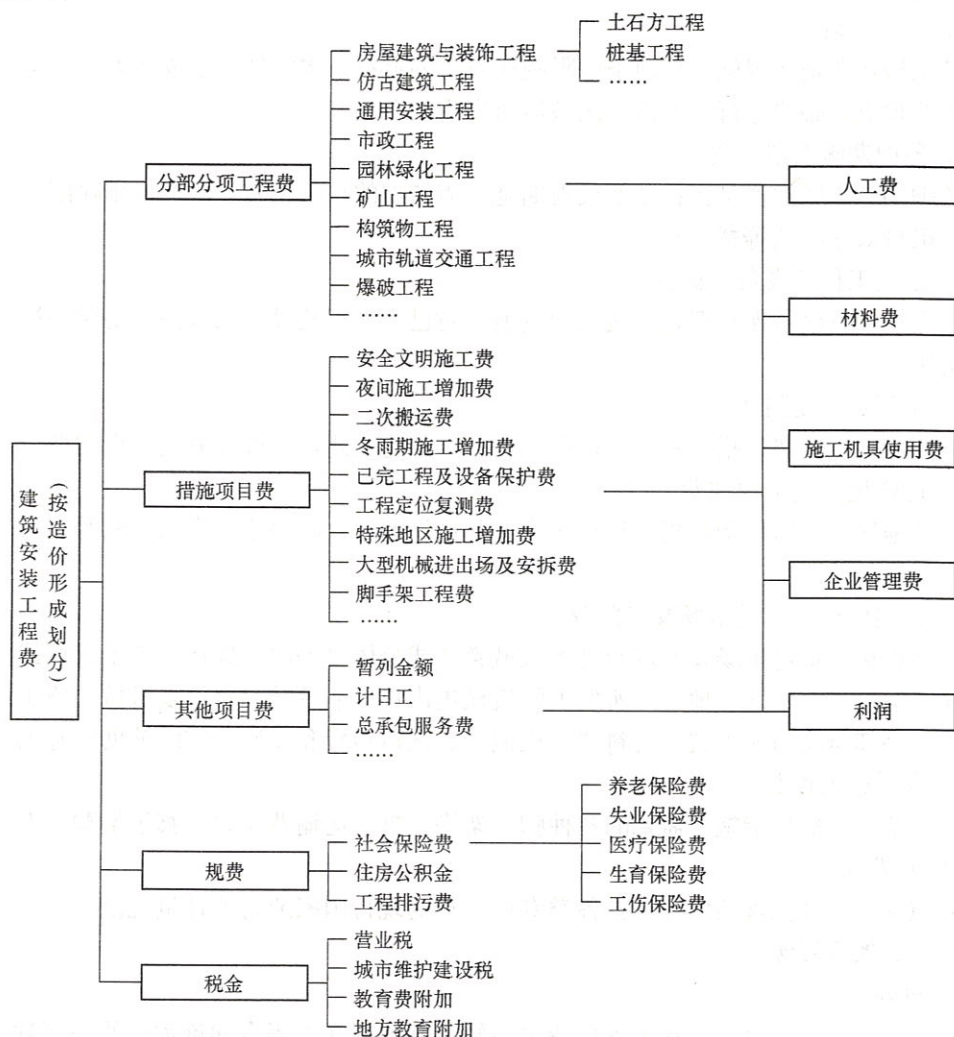 土石方工程
房屋建筑与装饰工程
桩基工程
仿古建筑工程
……
通用安装工程
市政工程
分部分项工程费
园林绿化工程
人工费
矿山工程
构筑物工程
城市轨道交通工程
爆破工程
……
材料费
安全文明施工费
夜间施工增加费
二次搬运费
冬雨期施工增加费
施工机具使用费
已完工程及设备保护费
措施项目费
工程定位复测费
特殊地区施工增加费
大型机械进出场及安拆费
企业管理费
脚手架工程费
……
建筑安装工程费
(按造价形成划分)
暂列金额
计日工
其他项目费
总承包服务费
利润
……
养老保险费
失业保险费
社会保险费
医疗保险费
规费
住房公积金
生育保险费
工程排污费
工伤保险费
营业税
城市维护建设税
税金
教育费附加
地方教育附加